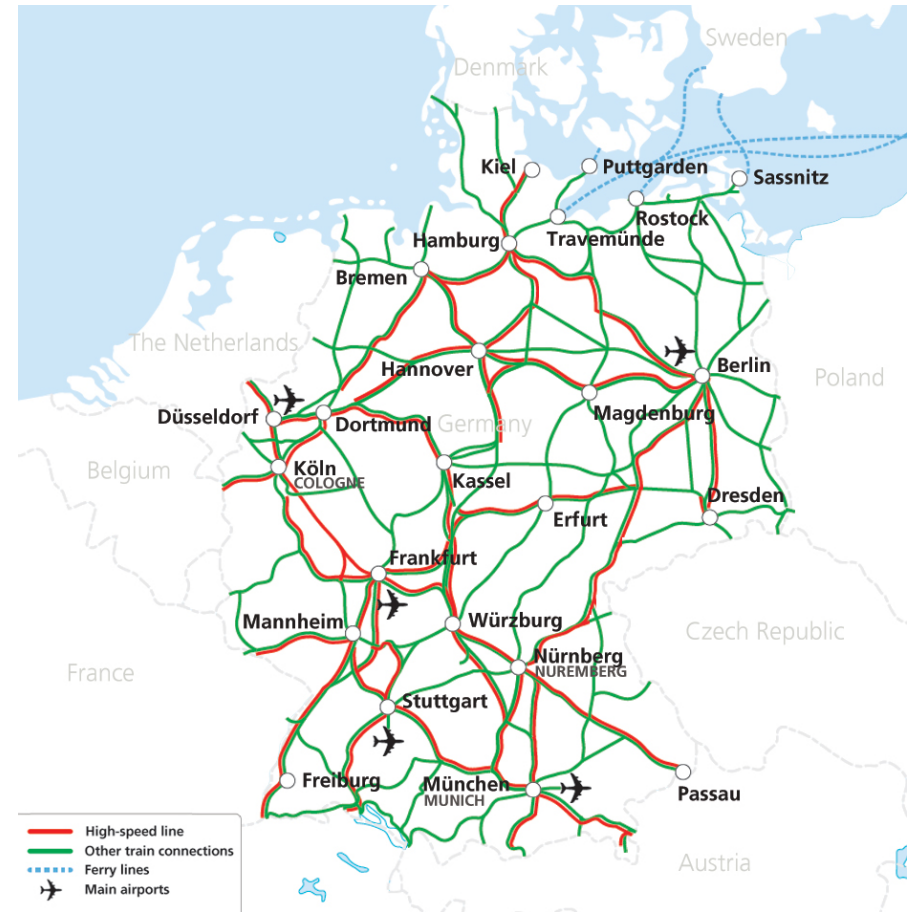 Sweden
Denmark
Kiel
Puttgarden
Sassnitz
Rostock
Hamburg
Travemünde
Bremen
The Netherlands
Hannover
Berlin
Poland
Düsseldorf
Dortmund
Germany
Magdenburg
Belgium
Köln
COLOGNE
Kassel
Dresden
Erfurt
Frankfurt
Mannheim
Würzburg
Czech Republic
Nürnberg
NUREMBERG
France
Stuttgart
Freiburg
München
MUNICH
Passau
Austria
High-speed line
Other train connections
Ferry lines
Main airports